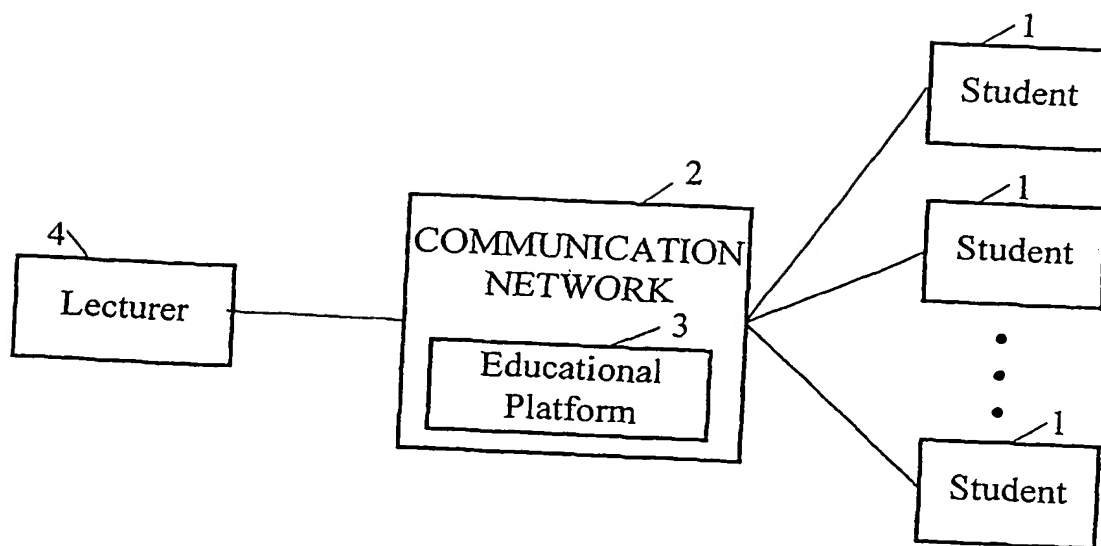 1
Student
2
1
4
COMMUNICATION
Student
NETWORK
Lecturer
3
Educational
Platform
1
Student